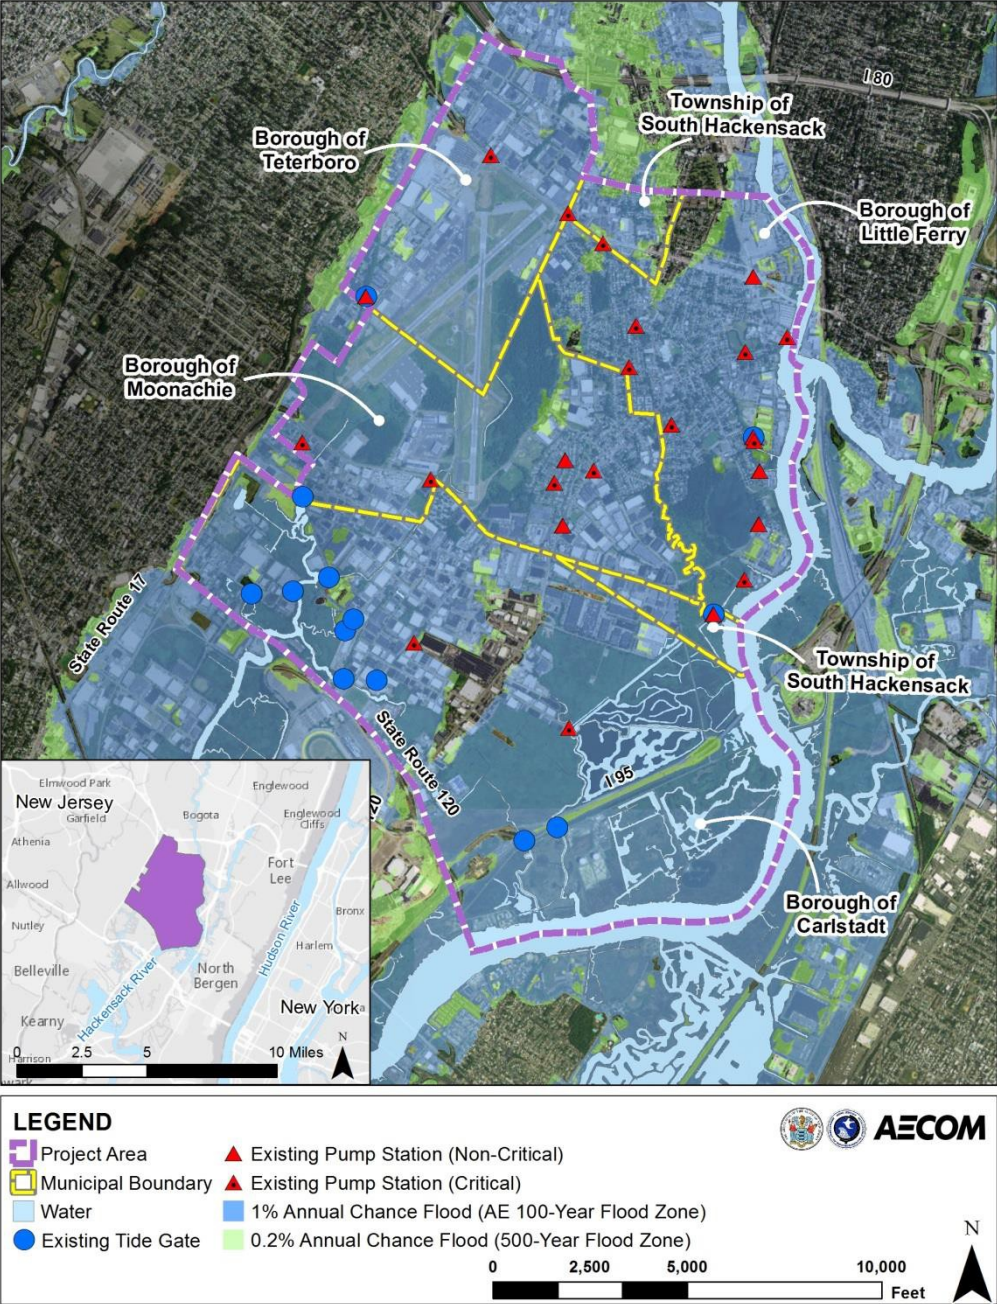 I 80
Township of
South Hackensack
Borough of
Teterboro
Borough of
Little Ferry
Borough of
Moonachie
State Route 17
Township of
South Hackensack
State Route 120
I 95
Borough of
Carlstadt
Elmwood Park
New Jersey
Garfield
Englewood
Bogota
Englewood
Cliffs
Athenia
Fort
Lee
Allwood
Bronx
Nutley
Harlem
Hudson River
Belleville
North
Bergen
Hackensack River
New York
Kearny
Harrison
N
0 2.5 5 10 Miles
LEGEND
Project Area
Municipal Boundary
Water
Existing Tide Gate
Existing Pump Station (Non-Critical)
Existing Pump Station (Critical)
1% Annual Chance Flood (AE 100-Year Flood Zone)
0.2% Annual Chance Flood (500-Year Flood Zone)
AECOM
N
0 2,500 5,000 10,000
Feet